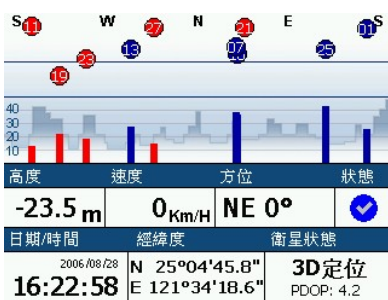 S W N E S
11 27 21 01
13 07 25
23
19
40
30
20
10
高度 速度 方位 狀態
-23.5 m 0 Km/H NE 0°
日期/時間 經緯度 衛星狀態
2006/08/28
16:22:58
N 25°04'45.8"
E 121°34'18.6"
3D定位
PDOP: 4.2